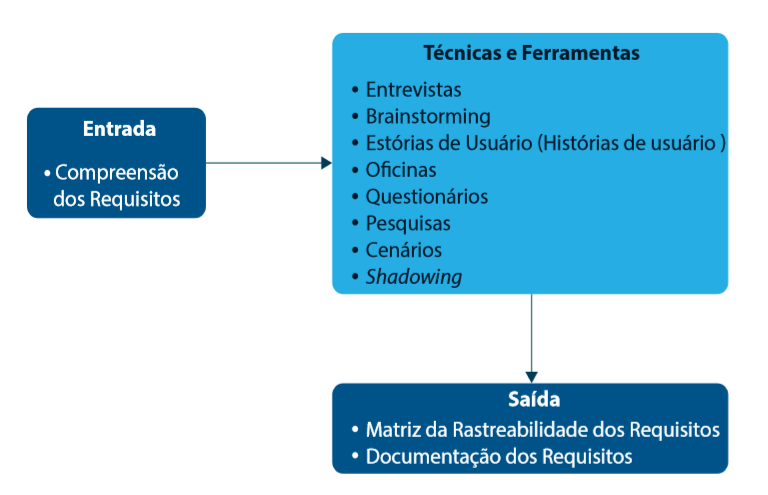 Entrada
• Compreensão
dos Requisitos
Técnicas e Ferramentas
• Entrevistas
• Brainstorming
• Estórias de Usuário (Histórias de usuário )
• Oficinas
• Questionários
• Pesquisas
• Cenários
• Shadowing
Saída
• Matriz da Rastreabilidade dos Requisitos
• Documentação dos Requisitos